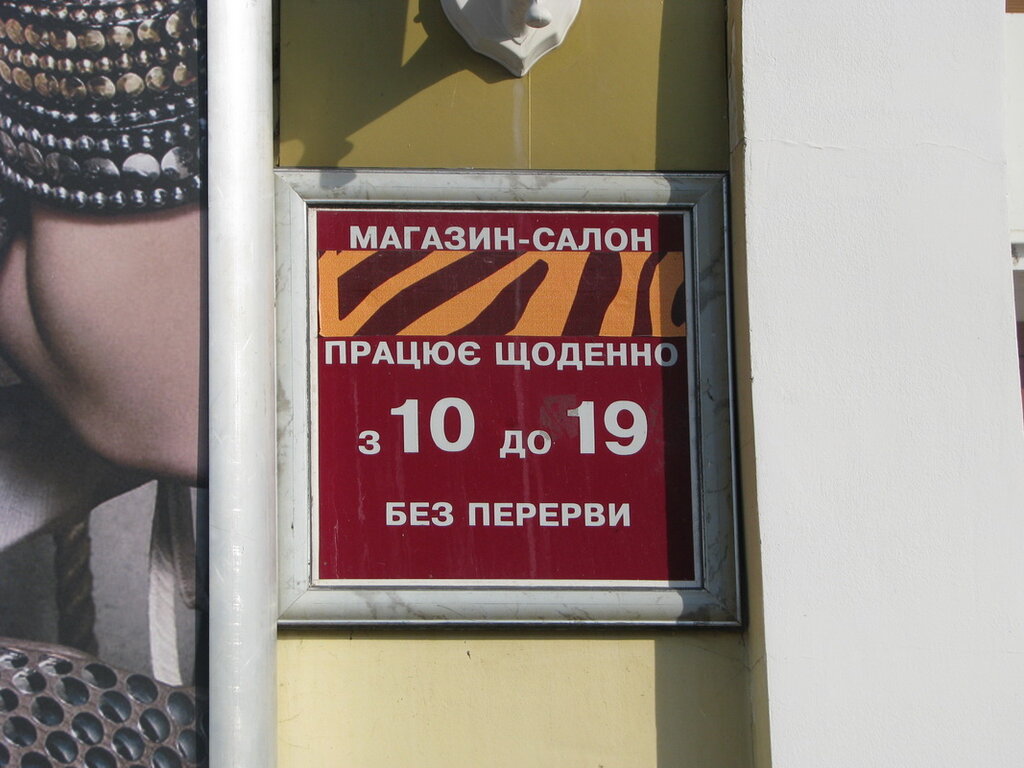 МАГАЗИН-САЛОН
ПРАЦЮЄ ЩОДЕННО
з 10 до 19
БЕЗ ПЕРЕРВИ